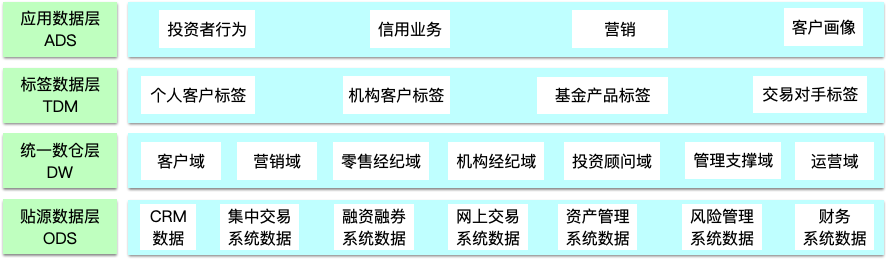 应用数据层
ADS
投资者行为
信用业务
营销
客户画像
标签数据层
TDM
个人客户标签
机构客户标签
基金产品标签
交易对手标签
统一数仓层
DW
客户域
营销域
零售经纪域
机构经纪域
投资顾问域
管理支撑域
运营域
贴源数据层
ODS
CRM
数据
集中交易
系统数据
融资融券
系统数据
网上交易
系统数据
资产管理
系统数据
风险管理
系统数据
财务
系统数据